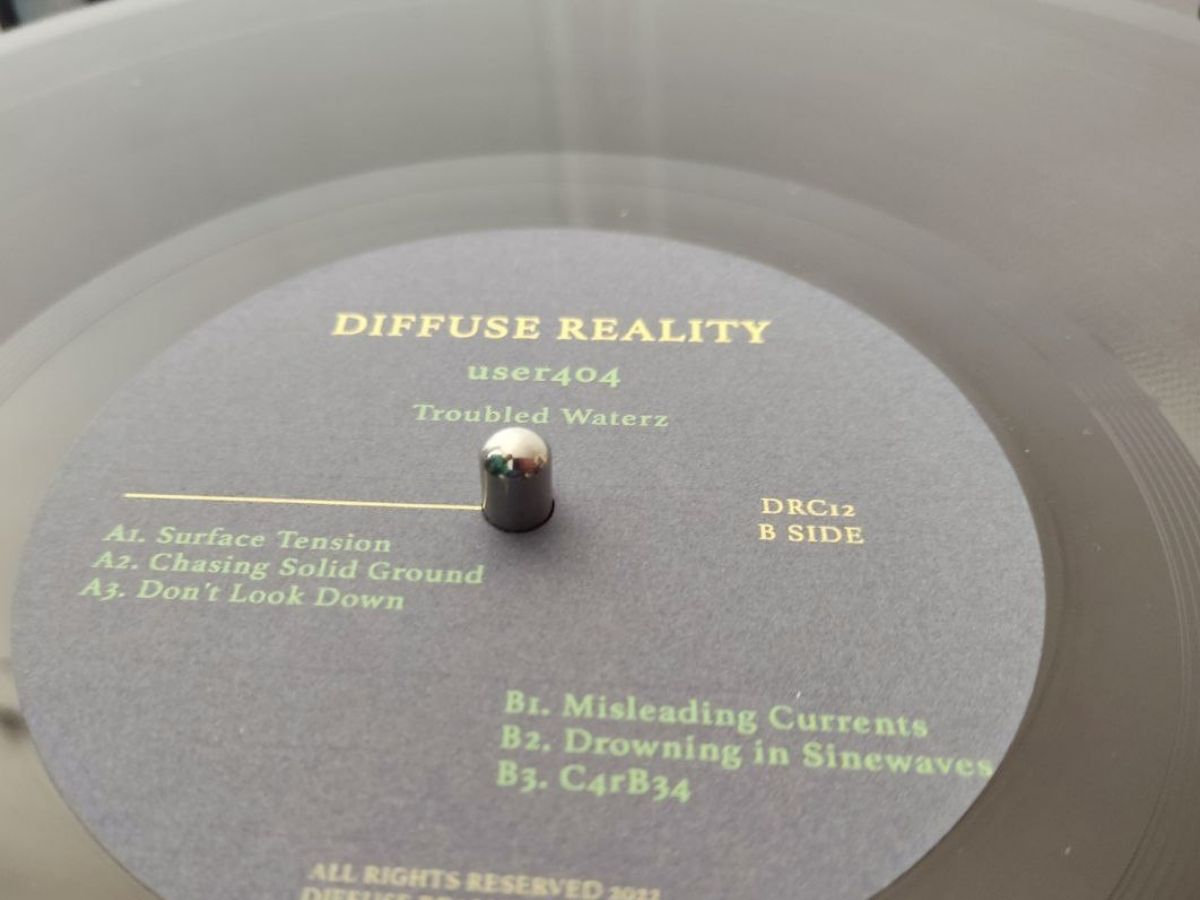 DIFFUSE REALITY
user404
Troubled Waterz
DRC12
B SIDE
A1. Surface Tension
A2. Chasing Solid Ground
A3. Don't Look Down
B1. Misleading Currents
B2. Drowning in Sinewaves
B3. C4rB34
ALL RIGHTS RESERVED
DIFFUSE